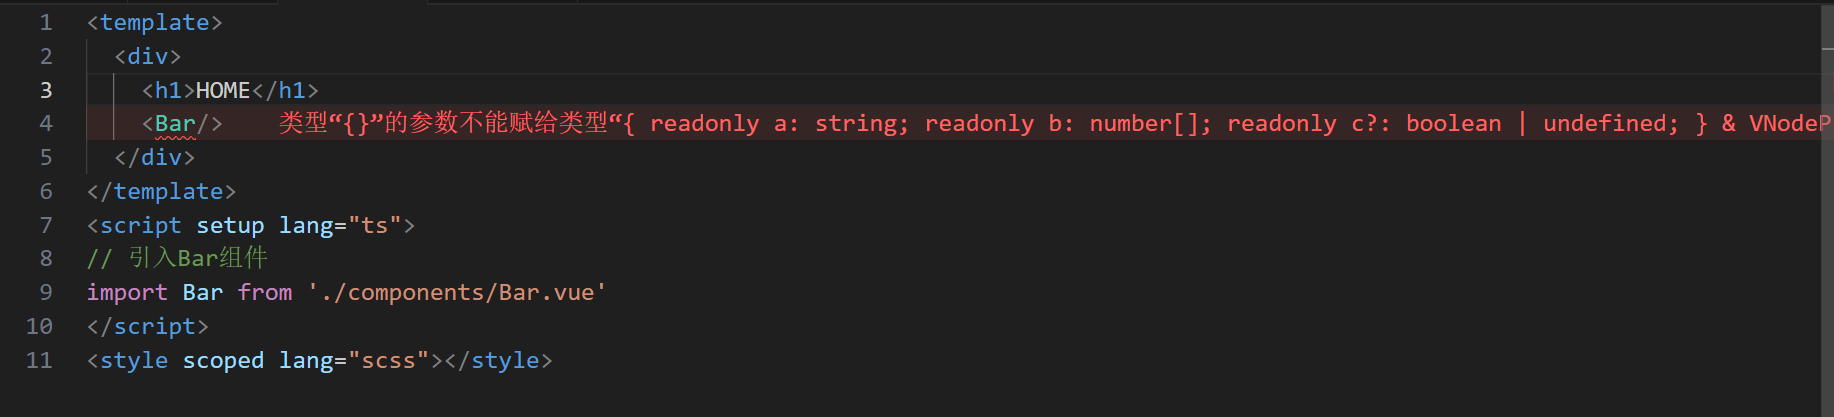 1 <template>
2 <div>
3 <h1>HOME</h1>
4 <Bar/> 类型“{}”的参数不能赋给类型“{ readonly a: string; readonly b: number[]; readonly c?: boolean | undefined; } & VNodeP
5 </div>
6 </template>
7 <script setup lang="ts">
8 // 引入Bar组件
9 import Bar from './components/Bar.vue'
10 </script>
11 <style scoped lang="scss"></style>